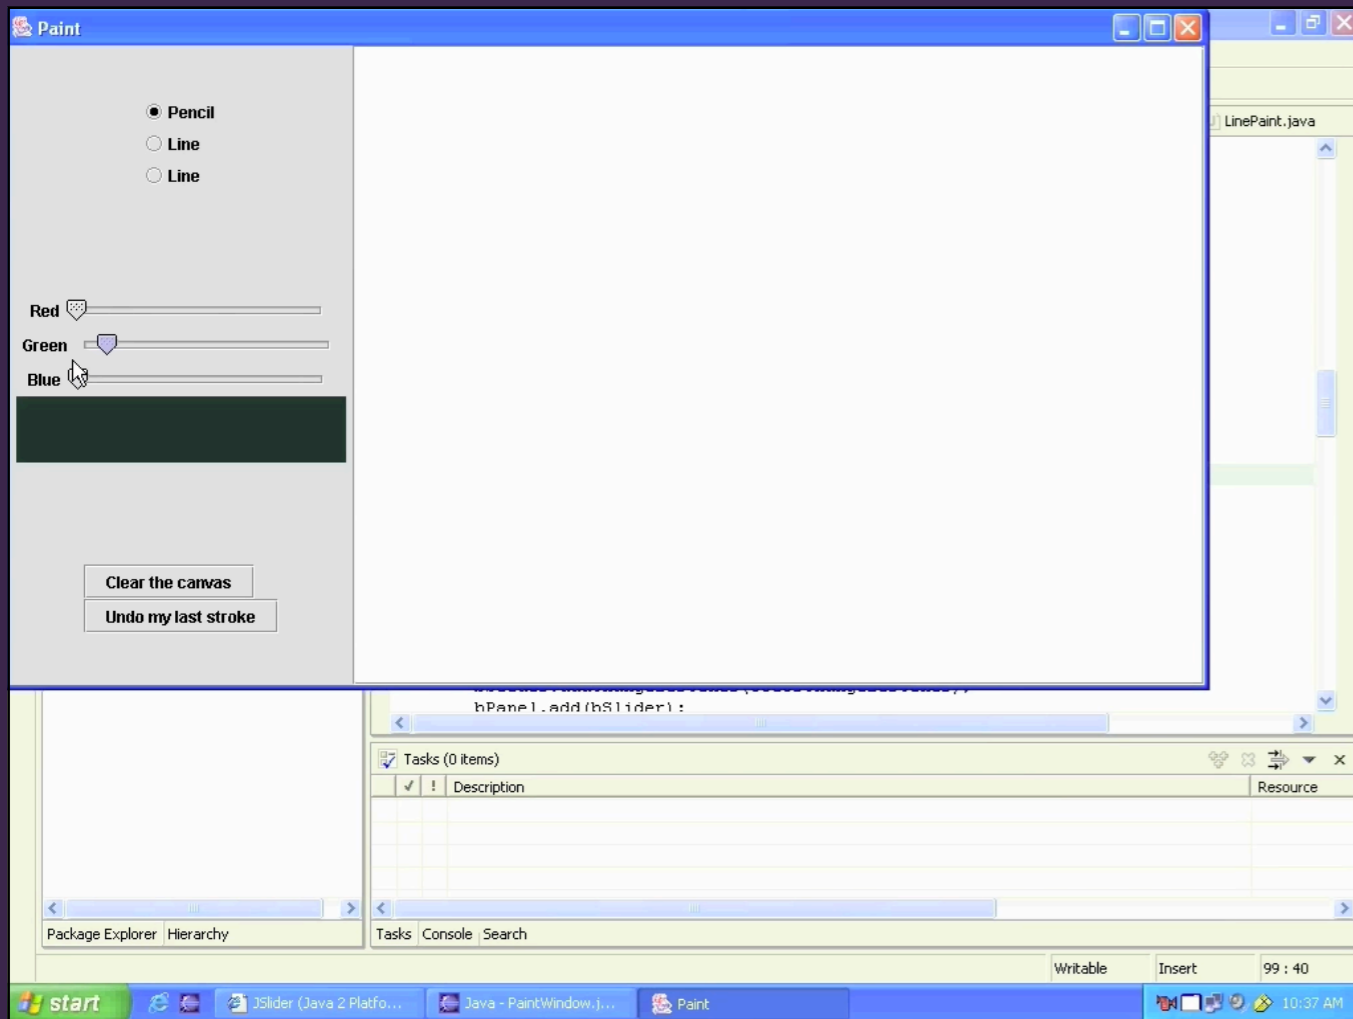 Paint
Pencil
Line
Line
Red
Green
Blue
Clear the canvas
Undo my last stroke
LinePaint.java
bPanel.add(bSlider);
Tasks (0 items)
✓ ! Description Resource
Package Explorer Hierarchy
Tasks Console Search
Writable Insert 99 : 40
start JSlider (Java 2 Platfo... Java - PaintWindow.j... Paint 10:37 AM